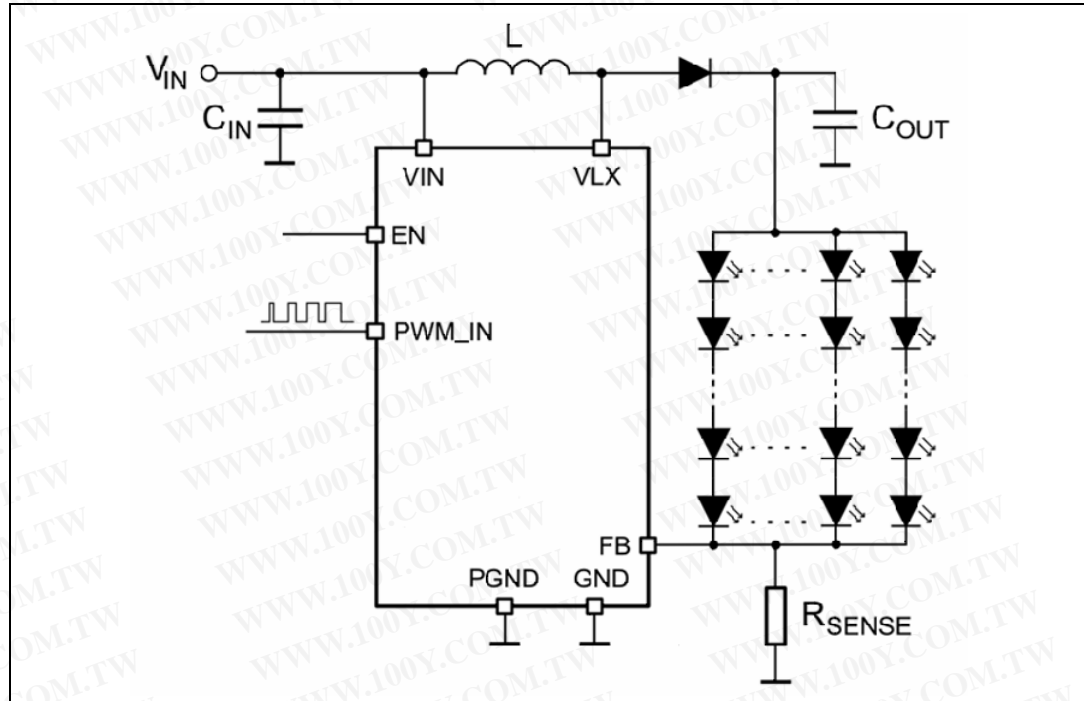 L
VIN
CIN
COUT
VIN
VLX
EN
PWM_IN
FB
PGND
GND
RSENSE
WWW.100Y.COM.TW